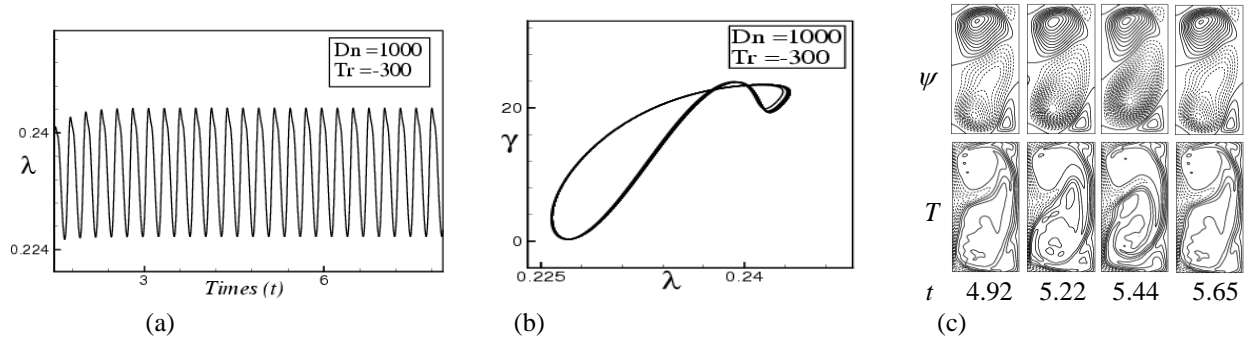 Dn =1000
Tr =-300
0.24
λ
0.224
3
6
Times (t)
(a)
Dn =1000
Tr =-300
20
γ
0
0.225
0.24
λ
(b)
ψ
T
t 4.92 5.22 5.44 5.65
(c)